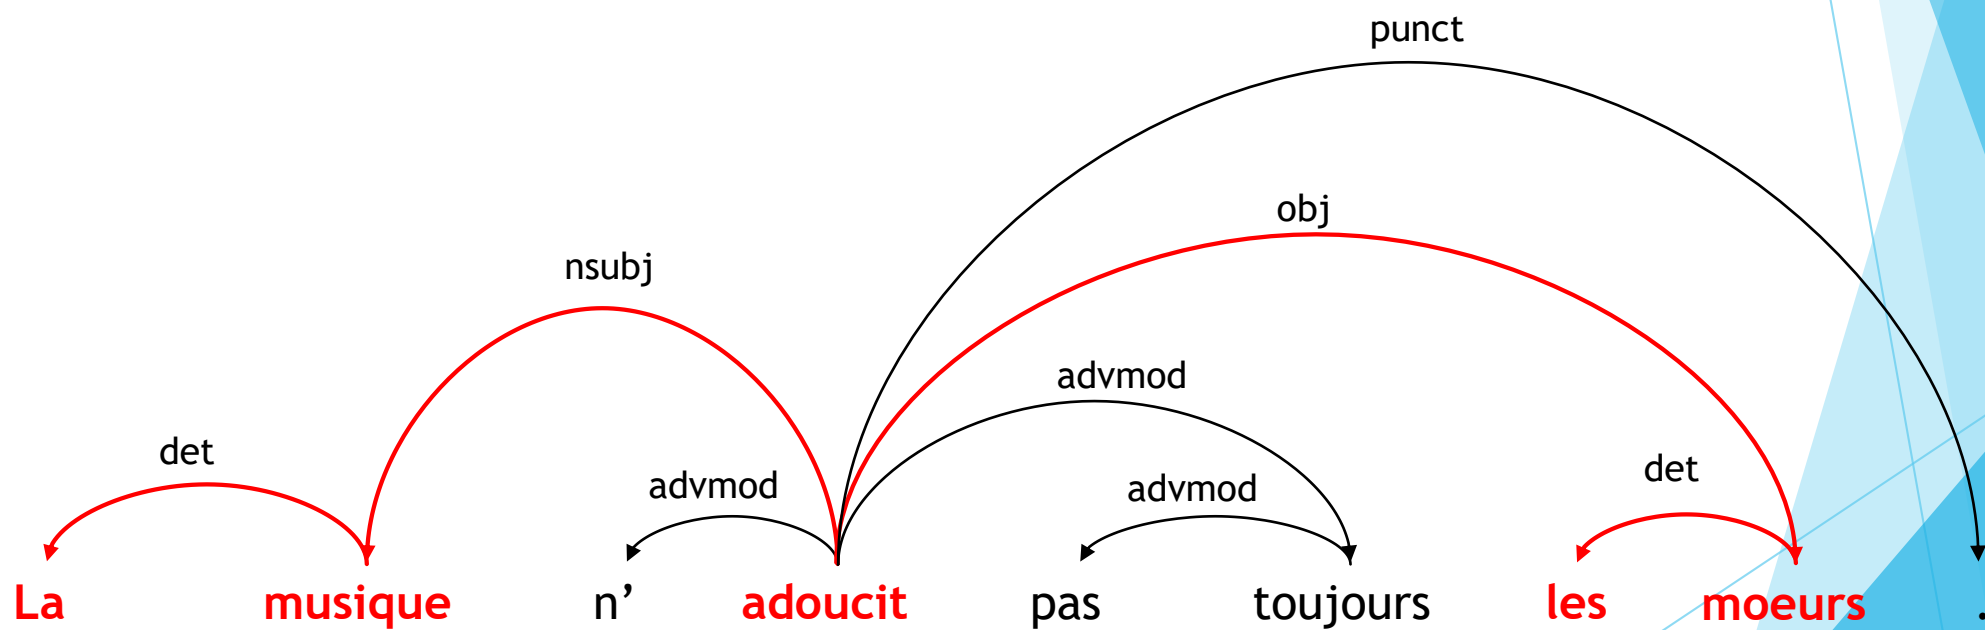 punct
obj
nsubj
advmod
det
advmod
advmod
det
La musique n’ adoucit pas toujours les moeurs .